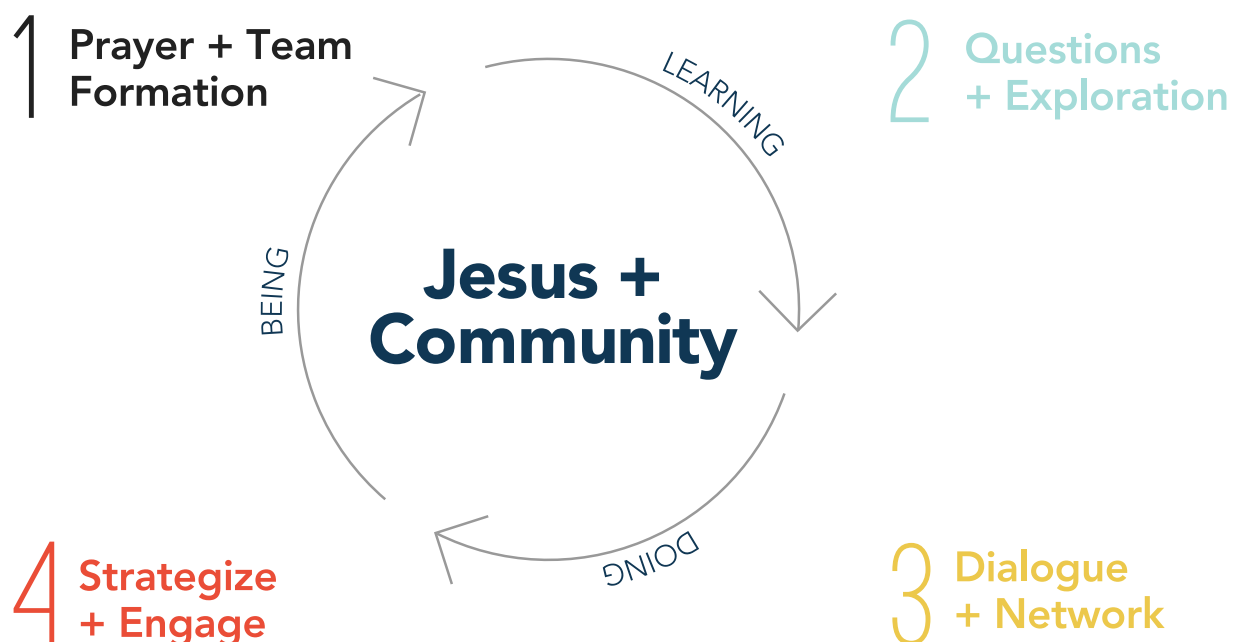 1 Prayer + Team
Formation
2 Questions
+ Exploration
LEARNING
BEING
Jesus +
Community
DOING
4 Strategize
+ Engage
3 Dialogue
+ Network